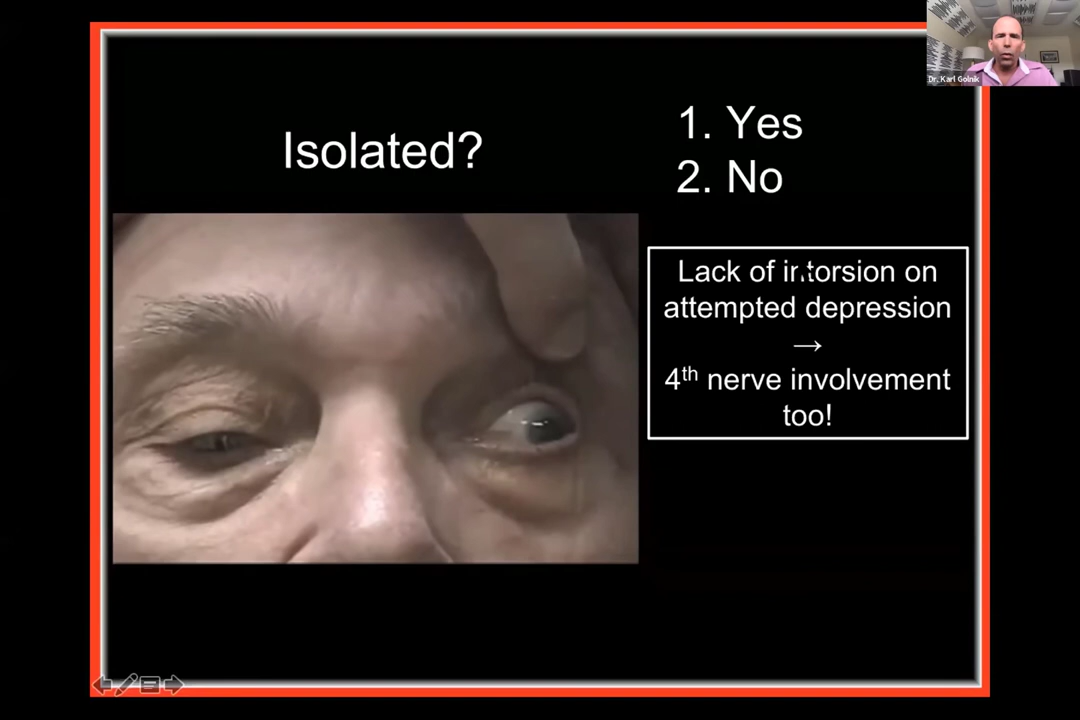 Dr. Karl Golnik
Isolated?
1. Yes
2. No
Lack of intorsion on
attempted depression
→
4th nerve involvement
too!